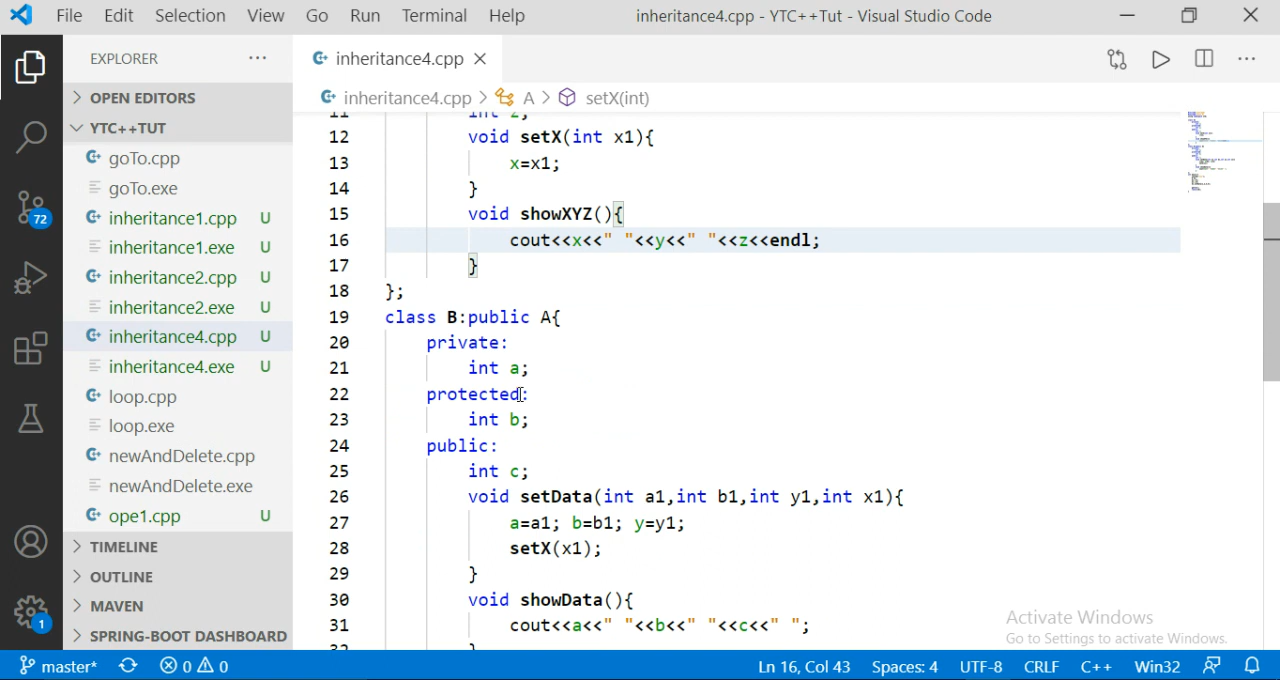 File Edit Selection View Go Run Terminal Help inheritance4.cpp - YTC++Tut - Visual Studio Code
EXPLORER ···
inheritance4.cpp
inheritance4.cpp > A > setX(int)
OPEN EDITORS
YTC++TUT
goTo.cpp
goTo.exe
inheritance1.cpp U
inheritance1.exe U
inheritance2.cpp U
inheritance2.exe U
inheritance4.cpp U
inheritance4.exe U
loop.cpp
loop.exe
newAndDelete.cpp
newAndDelete.exe
ope1.cpp U
TIMELINE
OUTLINE
MAVEN
SPRING-BOOT DASHBOARD
72
1
11 int z;
12 void setX(int x1){
13 x=x1;
14 }
15 void showXYZ(){
16 cout<<x<<" "<<y<<" "<<z<<endl;
17 }
18 };
19 class B:public A{
20 private:
21 int a;
22 protected:
23 int b;
24 public:
25 int c;
26 void setData(int a1,int b1,int y1,int x1){
27 a=a1; b=b1; y=y1;
28 setX(x1);
29 }
30 void showData(){
31 cout<<a<<" "<<b<<" "<<c<<" ";
32 }
Activate Windows
Go to Settings to activate Windows.
master* 0 0 Ln 16, Col 43 Spaces: 4 UTF-8 CRLF C++ Win32